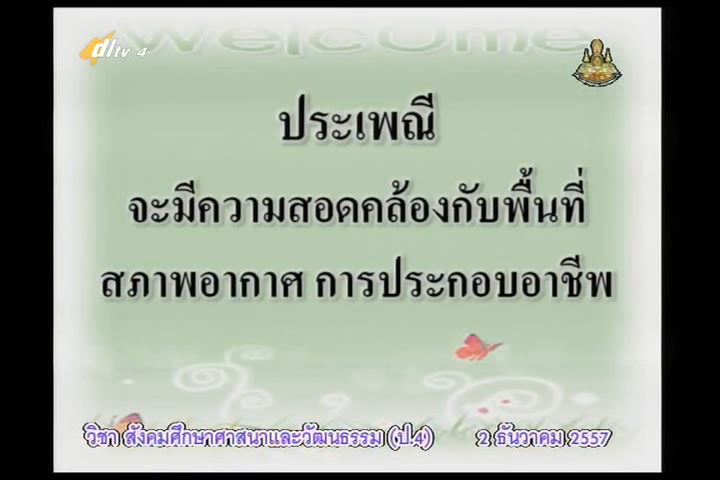 Welcome
dltv 4
ประเพณี
จะมีความสอดคล้องกับพื้นที่
สภาพอากาศ การประกอบอาชีพ
วิชา สังคมศึกษาศาสนาและวัฒนธรรม (ป.4) 2 ธันวาคม 2557